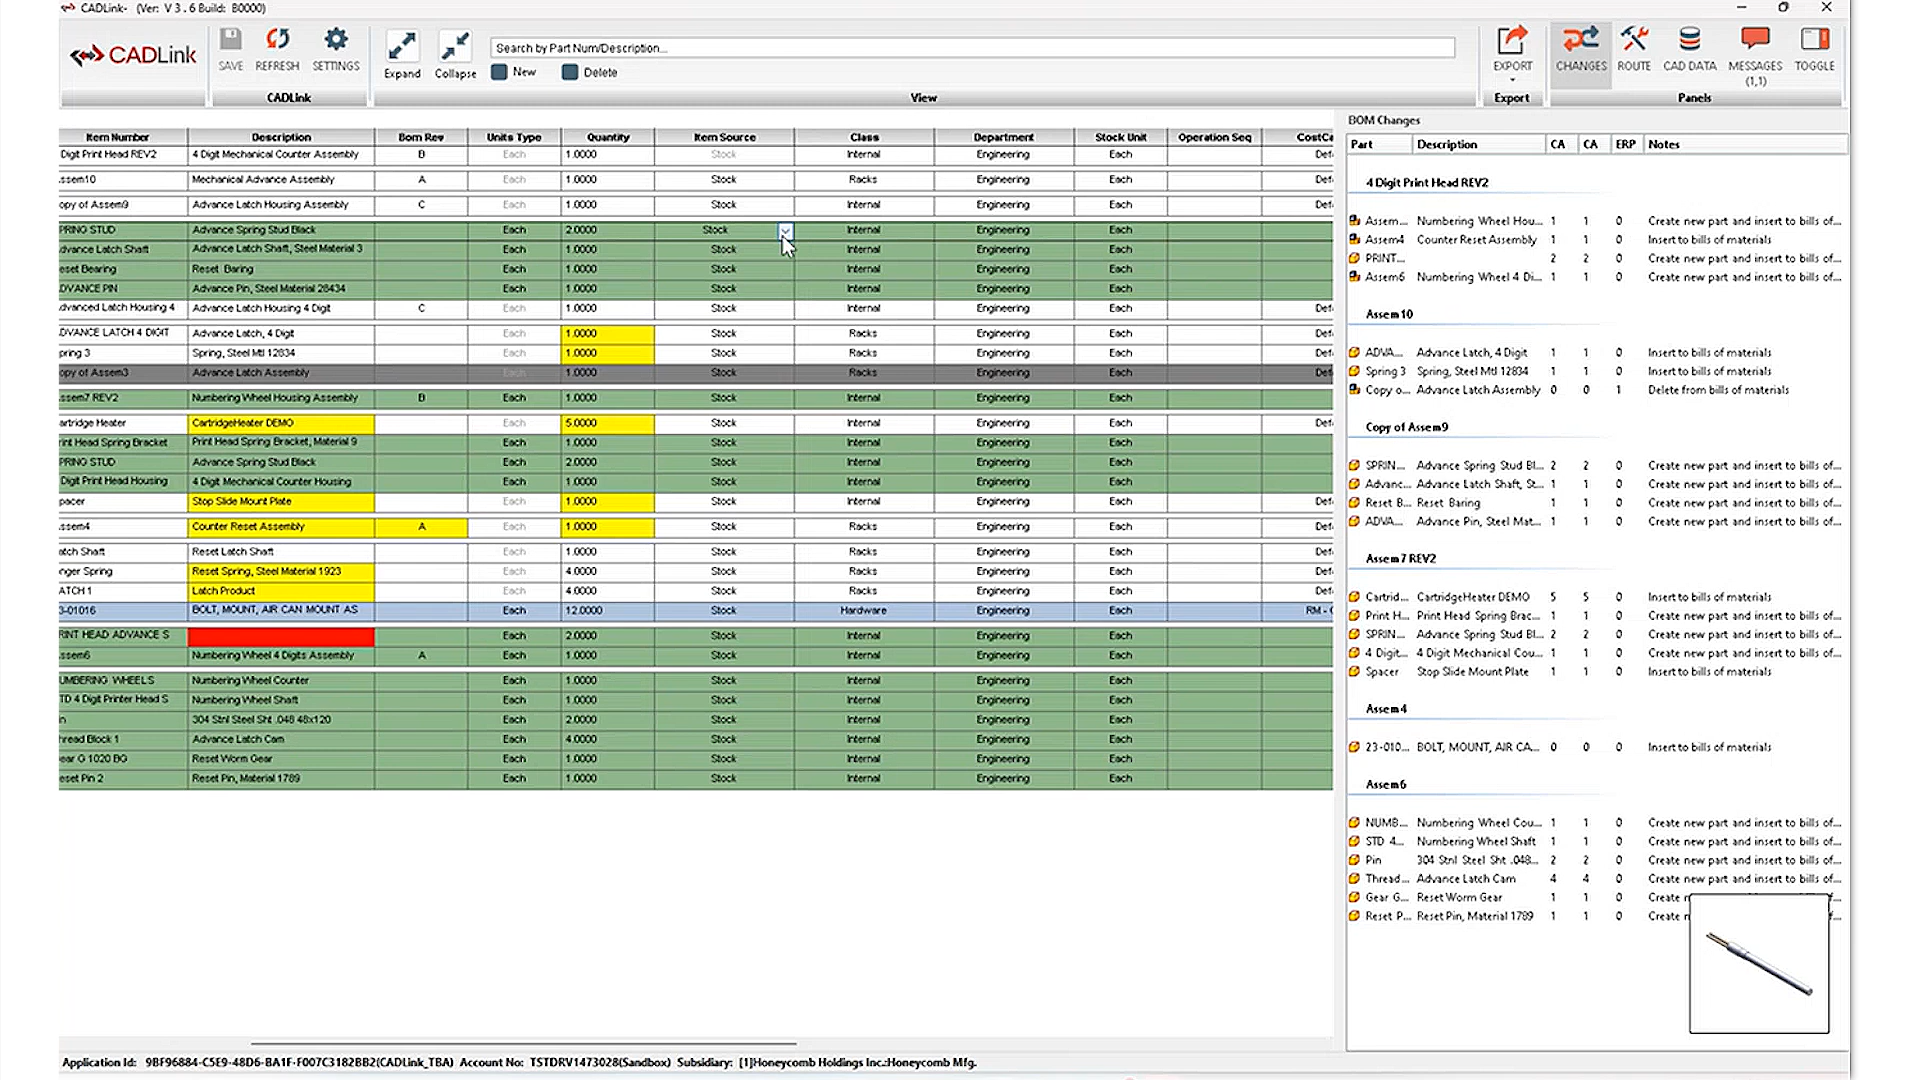 CADLink- (Ver: V 3 . 6 Build: B0000)
CADLink
SAVE REFRESH SETTINGS Expand Collapse
Search by Part Num/Description...
New Delete
EXPORT CHANGES ROUTE CAD DATA MESSAGES (1,1) TOGGLE
CADLink View Export Panels
Item Number Description Bom Rev Units Type Quantity Item Source Class Department Stock Unit Operation Seq CostCa
Digit Print Head REV2 4 Digit Mechanical Counter Assembly B Each 1.0000 Stock Internal Engineering Each Def
ssem10 Mechanical Advance Assembly A Each 1.0000 Stock Racks Engineering Each Def
opy of Assem9 Advance Latch Housing Assembly C Each 1.0000 Stock Internal Engineering Each Def
PRING STUD Advance Spring Stud Black Each 2.0000 Stock Internal Engineering Each
dvance Latch Shaft Advance Latch Shaft, Steel Material 3 Each 1.0000 Stock Internal Engineering Each
eset Bearing Reset Baring Each 1.0000 Stock Internal Engineering Each
DVANCE PIN Advance Pin, Steel Material 28434 Each 1.0000 Stock Internal Engineering Each
dvanced Latch Housing 4 Advance Latch Housing 4 Digit C Each 1.0000 Stock Internal Engineering Each Def
DVANCE LATCH 4 DIGIT Advance Latch, 4 Digit Each 1.0000 Stock Racks Engineering Each Def
pring 3 Spring, Steel Mtl 12834 Each 1.0000 Stock Racks Engineering Each Def
opy of Assem3 Advance Latch Assembly Each 1.0000 Stock Racks Engineering Each Def
ssem7 REV2 Numbering Wheel Housing Assembly B Each 1.0000 Stock Internal Engineering Each
artridge Heater CartridgeHeater DEMO Each 5.0000 Stock Internal Engineering Each Def
rint Head Spring Bracket Print Head Spring Bracket, Material 9 Each 1.0000 Stock Internal Engineering Each
PRING STUD Advance Spring Stud Black Each 2.0000 Stock Internal Engineering Each
Digit Print Head Housing 4 Digit Mechanical Counter Housing Each 1.0000 Stock Internal Engineering Each
pacer Stop Slide Mount Plate Each 1.0000 Stock Internal Engineering Each Def
ssem4 Counter Reset Assembly A Each 1.0000 Stock Racks Engineering Each Def
atch Shaft Reset Latch Shaft Each 1.0000 Stock Racks Engineering Each Def
nger Spring Reset Spring, Steel Material 1923 Each 4.0000 Stock Racks Engineering Each Def
ATCH 1 Latch Product Each 4.0000 Stock Racks Engineering Each Def
3-01016 BOLT, MOUNT, AIR CAN MOUNT AS Each 12.0000 Stock Hardware Engineering Each RM - C
RINT HEAD ADVANCE S Each 2.0000 Stock Internal Engineering Each
ssem6 Numbering Wheel 4 Digits Assembly A Each 1.0000 Stock Internal Engineering Each
UMBERING WHEELS Numbering Wheel Counter Each 1.0000 Stock Internal Engineering Each
TD 4 Digit Printer Head S Numbering Wheel Shaft Each 1.0000 Stock Internal Engineering Each
in 304 Stnl Steel Sht .048 48x120 Each 2.0000 Stock Internal Engineering Each
hread Block 1 Advance Latch Cam Each 4.0000 Stock Internal Engineering Each
ear G 1020 BG Reset Worm Gear Each 1.0000 Stock Internal Engineering Each
eset Pin 2 Reset Pin, Material 1789 Each 1.0000 Stock Internal Engineering Each
BOM Changes
Part Description CA CA ERP Notes
4 Digit Print Head REV2
Assem... Numbering Wheel Hou... 1 1 0 Create new part and insert to bills of...
Assem4 Counter Reset Assembly 1 1 0 Insert to bills of materials
PRINT... 2 2 0 Create new part and insert to bills of...
Assem6 Numbering Wheel 4 Di... 1 1 0 Create new part and insert to bills of...
Assem10
ADVA... Advance Latch, 4 Digit 1 1 0 Insert to bills of materials
Spring 3 Spring, Steel Mtl 12834 1 1 0 Insert to bills of materials
Copy o... Advance Latch Assembly 0 0 1 Delete from bills of materials
Copy of Assem9
SPRIN... Advance Spring Stud Bl... 2 2 0 Create new part and insert to bills of...
Advanc... Advance Latch Shaft, St... 1 1 0 Create new part and insert to bills of...
Reset B... Reset Baring 1 1 0 Create new part and insert to bills of...
ADVA... Advance Pin, Steel Mat... 1 1 0 Create new part and insert to bills of...
Assem7 REV2
Cartrid... CartridgeHeater DEMO 5 5 0 Insert to bills of materials
Print H... Print Head Spring Brac... 1 1 0 Create new part and insert to bills of...
SPRIN... Advance Spring Stud Bl... 2 2 0 Create new part and insert to bills of...
4 Digit... 4 Digit Mechanical Cou... 1 1 0 Create new part and insert to bills of...
Spacer Stop Slide Mount Plate 1 1 0 Insert to bills of materials
Assem4
23-010... BOLT, MOUNT, AIR CA... 0 0 0 Insert to bills of materials
Assem6
NUMB... Numbering Wheel Cou... 1 1 0 Create new part and insert to bills of...
STD 4... Numbering Wheel Shaft 1 1 0 Create new part and insert to bills of...
Pin 304 Stnl Steel Sht .048... 2 2 0 Create new part and insert to bills of...
Thread... Advance Latch Cam 4 4 0 Create new part and insert to bills of...
Gear G... Reset Worm Gear 1 1 0 Create
Reset P... Reset Pin, Material 1789 1 1 0 Create
Application Id: 9BF96884-C5E9-48D6-BA1F-F007C3182BB2(CADLink_TBA) Account No: TSTDRV1473028(Sandbox) Subsidiary: [1]Honeycomb Holdings Inc.:Honeycomb Mfg.